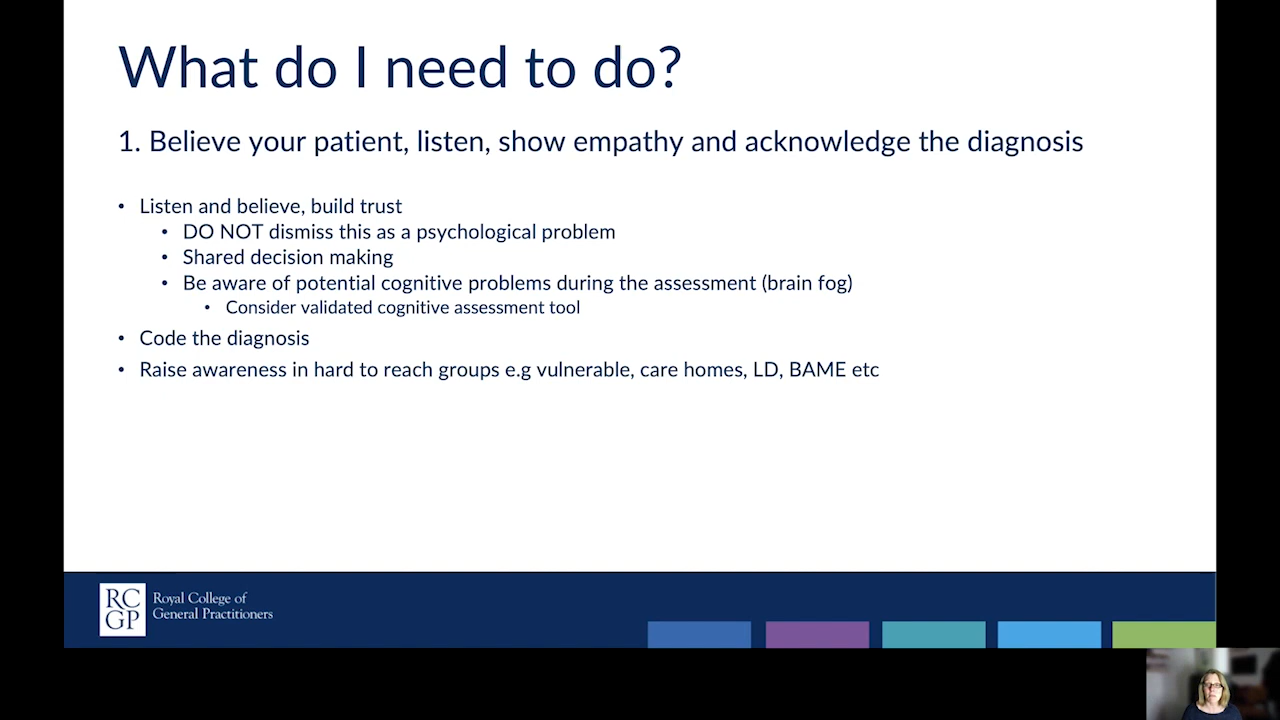 What do I need to do?
1. Believe your patient, listen, show empathy and acknowledge the diagnosis
• Listen and believe, build trust
• DO NOT dismiss this as a psychological problem
• Shared decision making
• Be aware of potential cognitive problems during the assessment (brain fog)
• Consider validated cognitive assessment tool
• Code the diagnosis
• Raise awareness in hard to reach groups e.g vulnerable, care homes, LD, BAME etc
RC
GP
Royal College of
General Practitioners